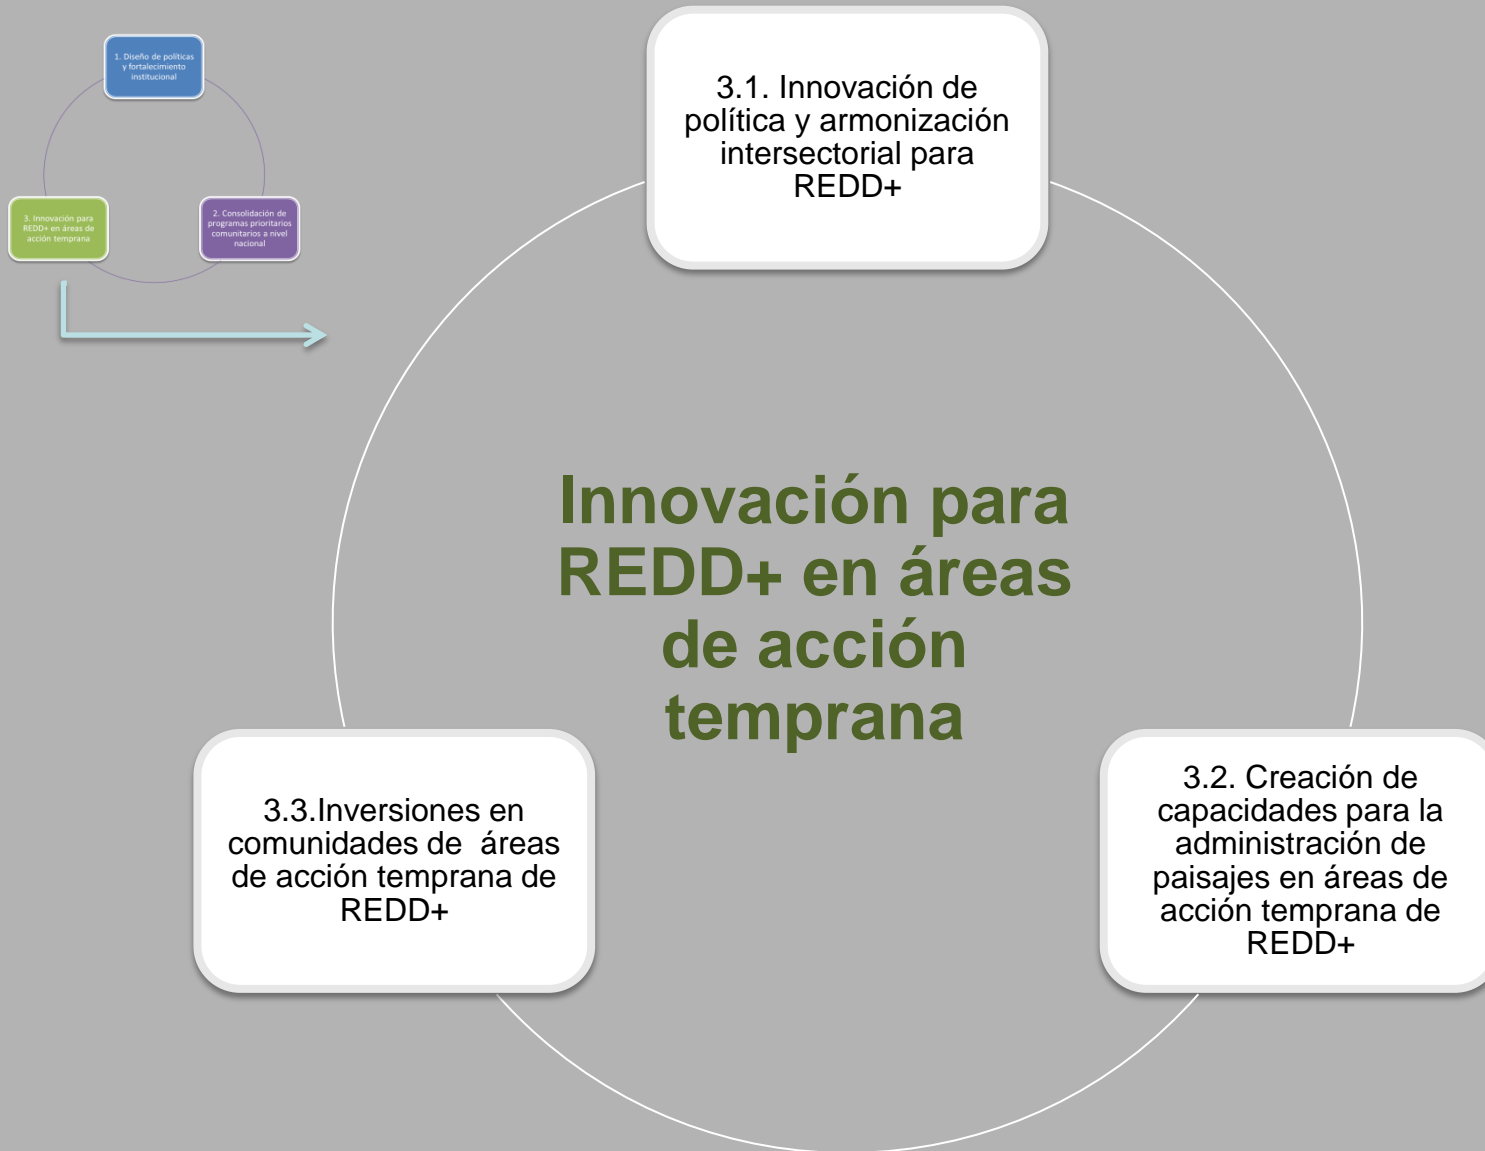 1. Diseño de políticas
y fortalecimiento
institucional
3. Innovación para
REDD+ en áreas de
acción temprana
2. Consolidación de
programas prioritarios
comunitarios a nivel
nacional
3.1. Innovación de
política y armonización
intersectorial para
REDD+
Innovación para
REDD+ en áreas
de acción
temprana
3.3.Inversiones en
comunidades de  áreas
de acción temprana de
REDD+
3.2. Creación de
capacidades para la
administración de
paisajes en áreas de
acción temprana de
REDD+